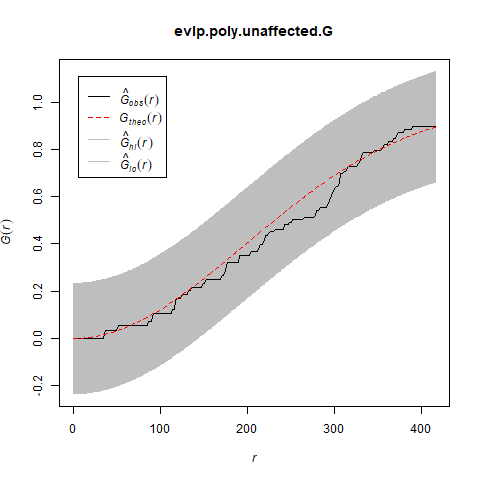 evlp.poly.unaffected.G
Ĝobs(r)
Gtheo(r)
Ĝhi(r)
Ĝlo(r)
G(r)
1.0
0.8
0.6
0.4
0.2
0.0
-0.2
0 100 200 300 400
r